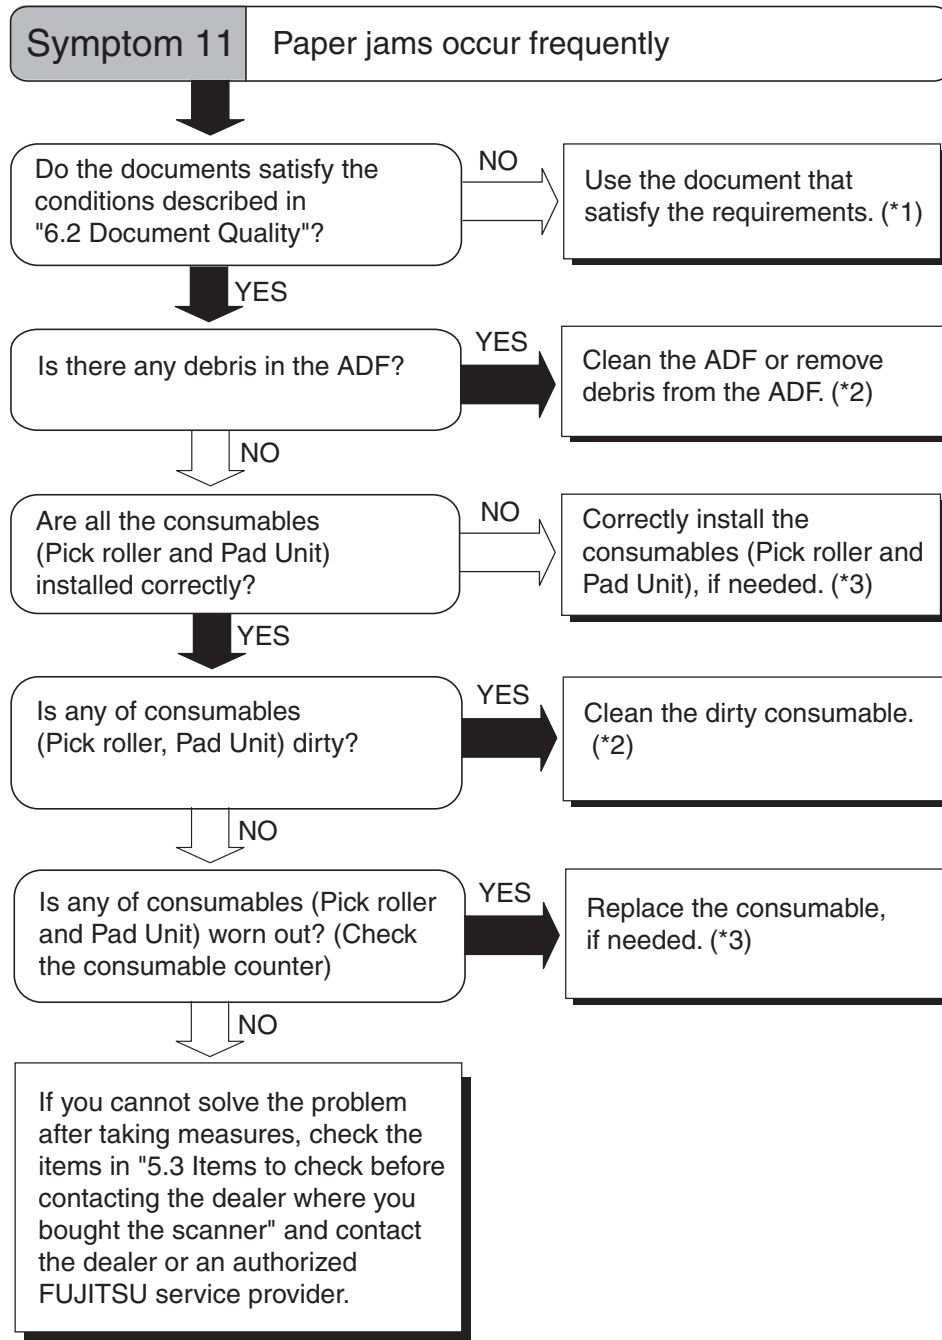 Symptom 11
Paper jams occur frequently
Do the documents satisfy the
conditions described in
"6.2 Document Quality"?
NO
Use the document that
satisfy the requirements. (*1)
YES
Is there any debris in the ADF?
YES
Clean the ADF or remove
debris from the ADF. (*2)
NO
Are all the consumables
(Pick roller and Pad Unit)
installed correctly?
NO
Correctly install the
consumables (Pick roller and
Pad Unit), if needed. (*3)
YES
Is any of consumables
(Pick roller, Pad Unit) dirty?
YES
Clean the dirty consumable.
(*2)
NO
Is any of consumables (Pick roller
and Pad Unit) worn out? (Check
the consumable counter)
YES
Replace the consumable,
if needed. (*3)
NO
If you cannot solve the problem
after taking measures, check the
items in "5.3 Items to check before
contacting the dealer where you
bought the scanner" and contact
the dealer or an authorized
FUJITSU service provider.